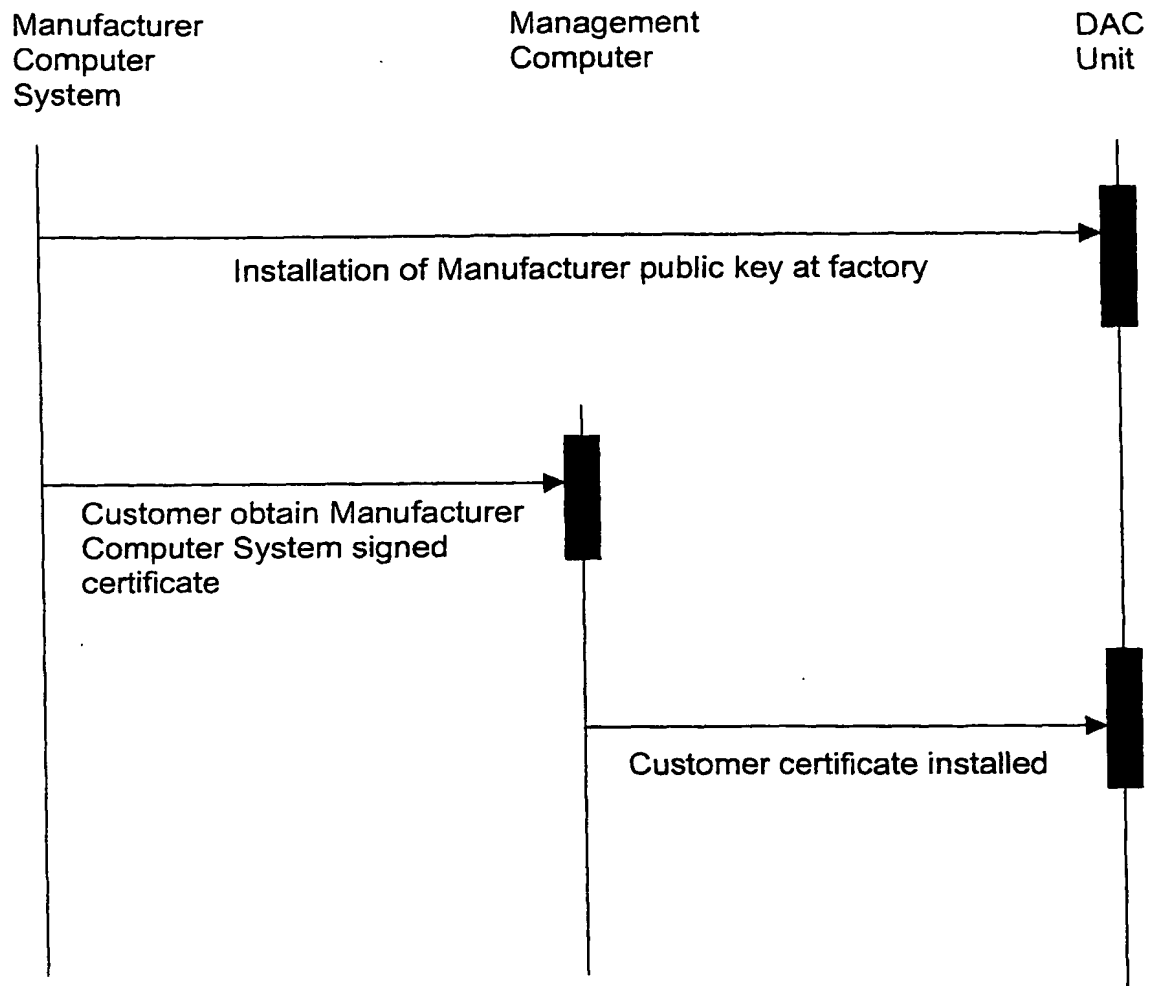 Manufacturer
Computer
System
Management
Computer
DAC
Unit
Installation of Manufacturer public key at factory
Customer obtain Manufacturer
Computer System signed
certificate
Customer certificate installed